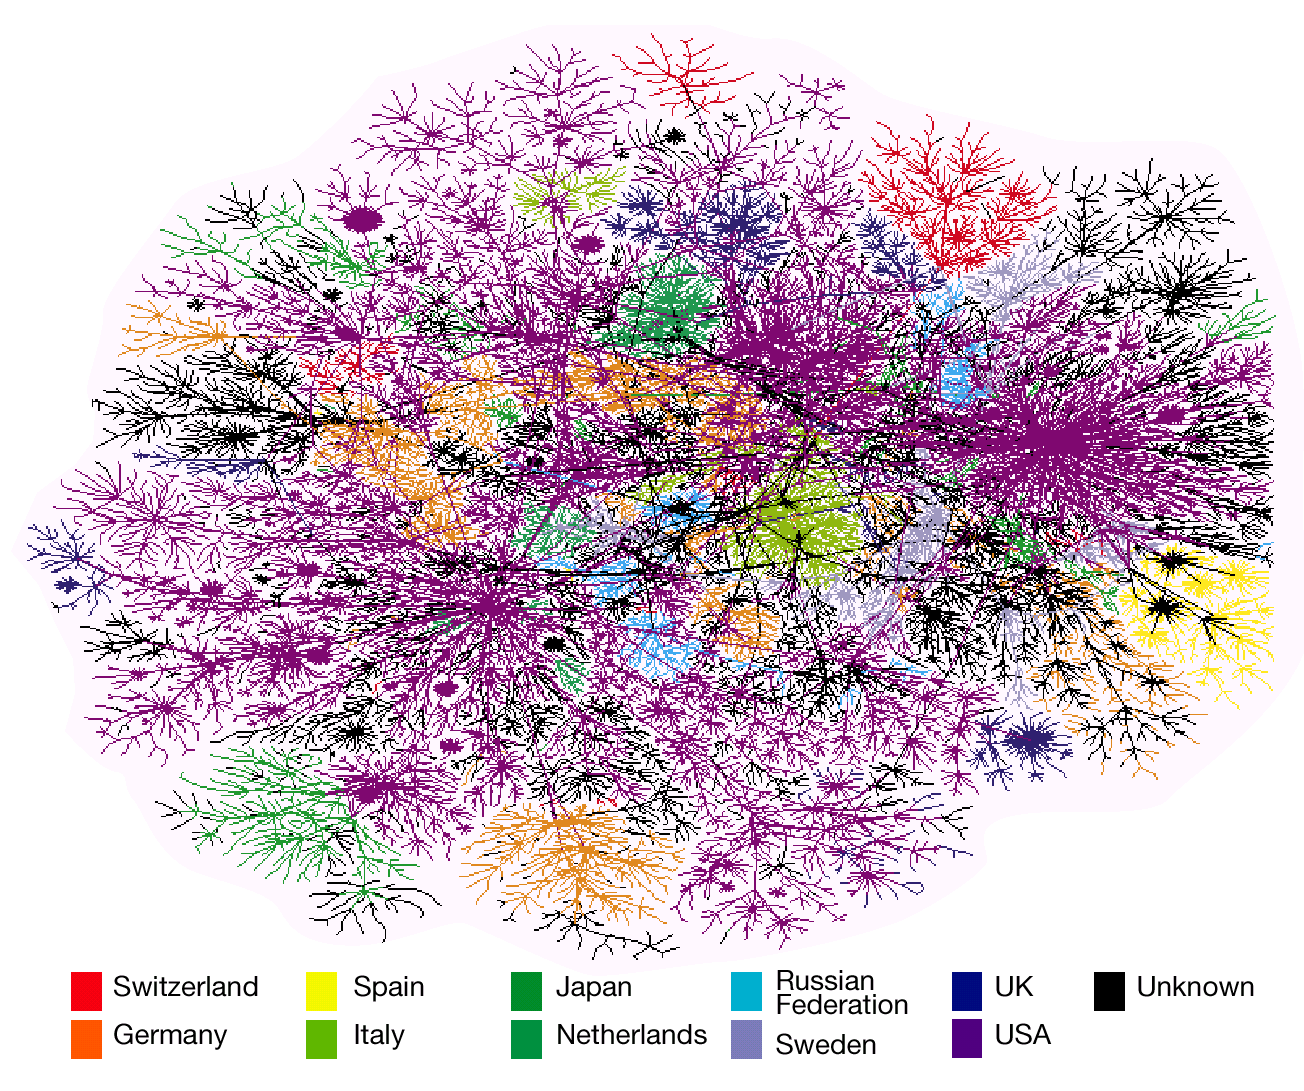 Switzerland
Spain
Japan
Russian
Federation
UK
Unknown
Germany
Italy
Netherlands
Sweden
USA